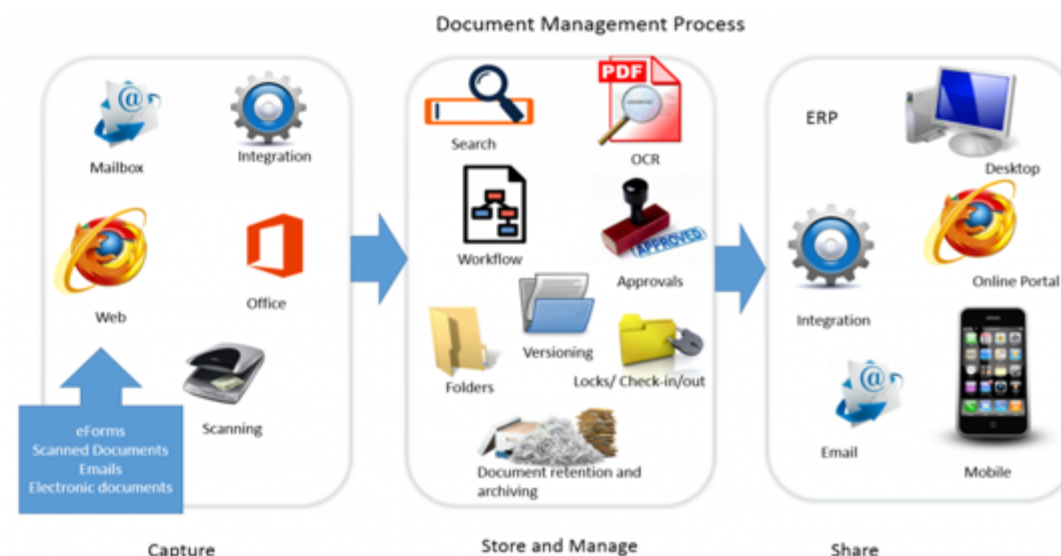 Document Management Process
Mailbox
Integration
Web
Office
Scanning
eForms
Scanned Documents
Emails
Electronic documents
Capture
Search
PDF
OCR
Workflow
APPROVED
Approvals
Versioning
Folders
Locks/ Check-in/out
Document retention and
archiving
Store and Manage
ERP
Desktop
Online Portal
Integration
Email
Mobile
Share